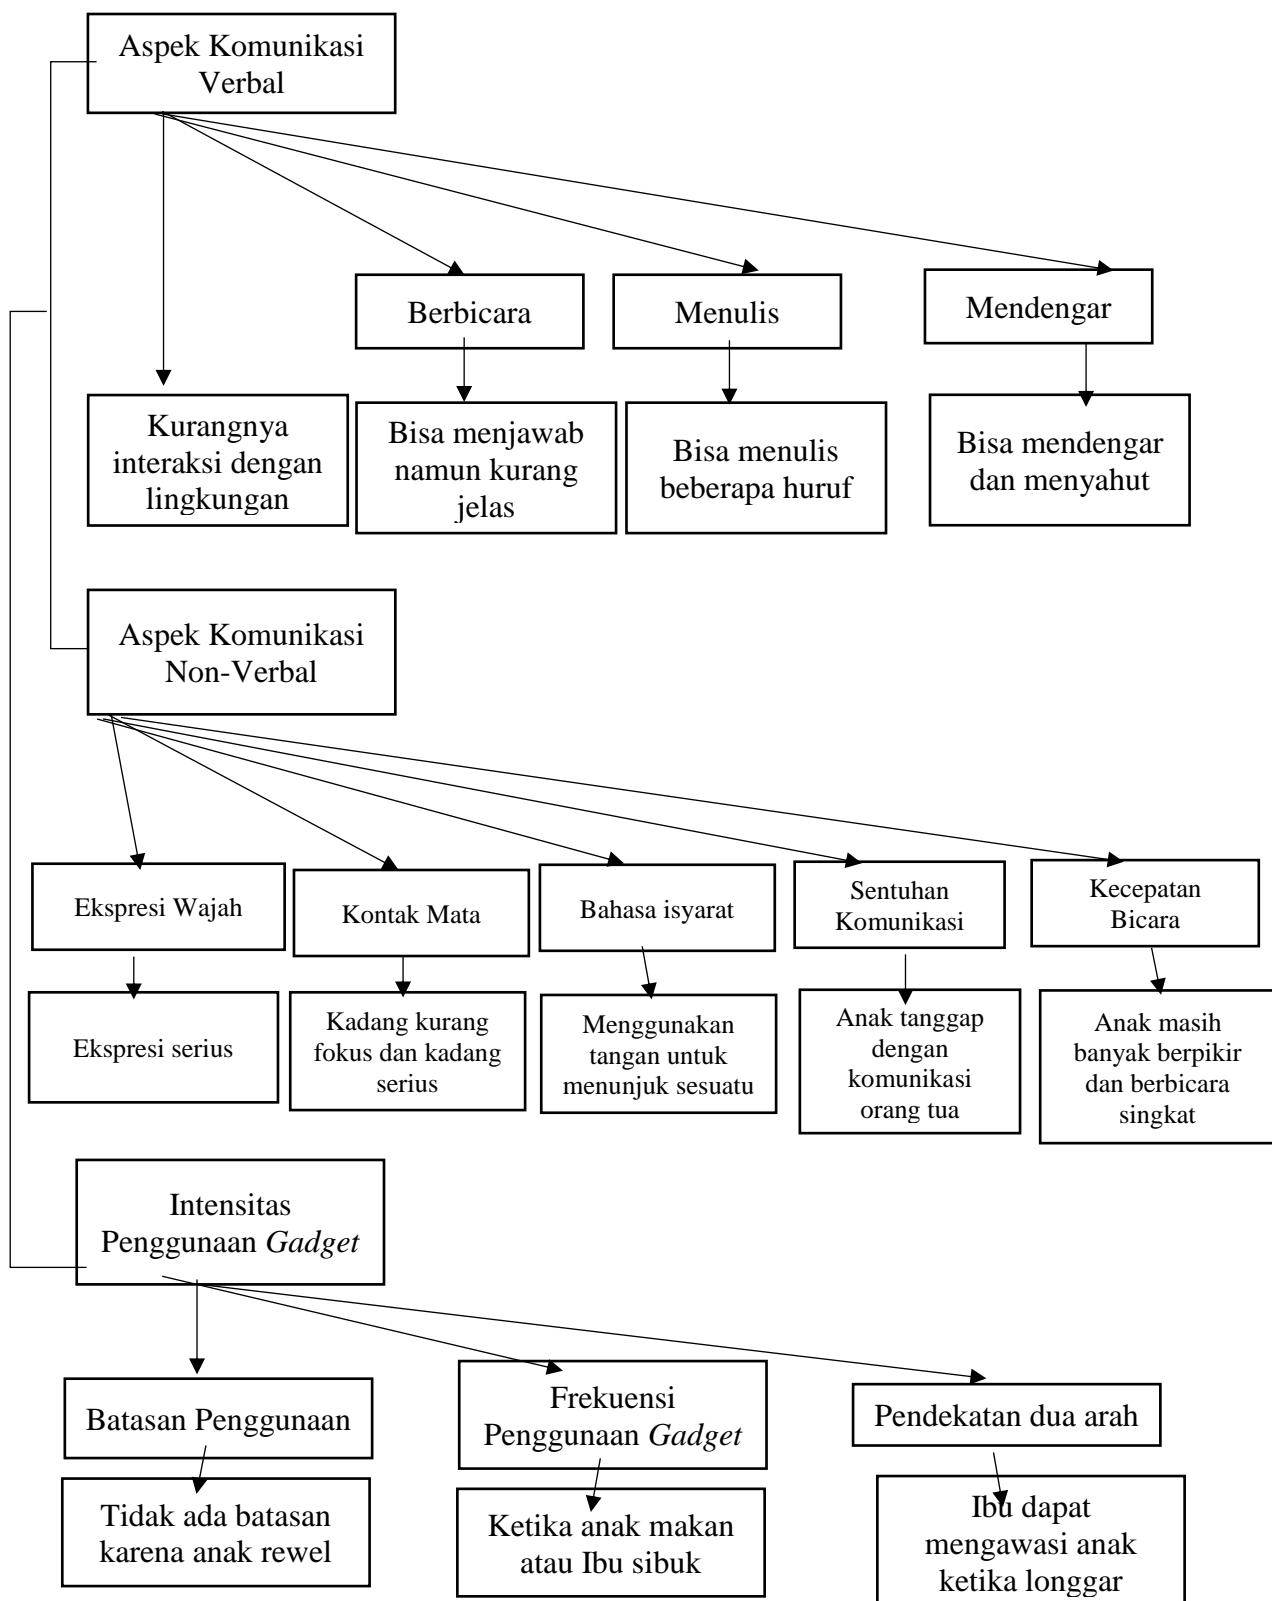 Aspek Komunikasi
Verbal
Berbicara
Menulis
Mendengar
Kurangnya
interaksi dengan
lingkungan
Bisa menjawab
namun kurang
jelas
Bisa menulis
beberapa huruf
Bisa mendengar
dan menyahut
Aspek Komunikasi
Non-Verbal
Ekspresi Wajah
Kontak Mata
Bahasa isyarat
Sentuhan
Komunikasi
Kecepatan
Bicara
Ekspresi serius
Kadang kurang
fokus dan kadang
serius
Menggunakan
tangan untuk
menunjuk sesuatu
Anak tanggap
dengan
komunikasi
orang tua
Anak masih
banyak berpikir
dan berbicara
singkat
Intensitas
Penggunaan Gadget
Batasan Penggunaan
Frekuensi
Penggunaan Gadget
Pendekatan dua arah
Tidak ada batasan
karena anak rewel
Ketika anak makan
atau Ibu sibuk
Ibu dapat
mengawasi anak
ketika longgar